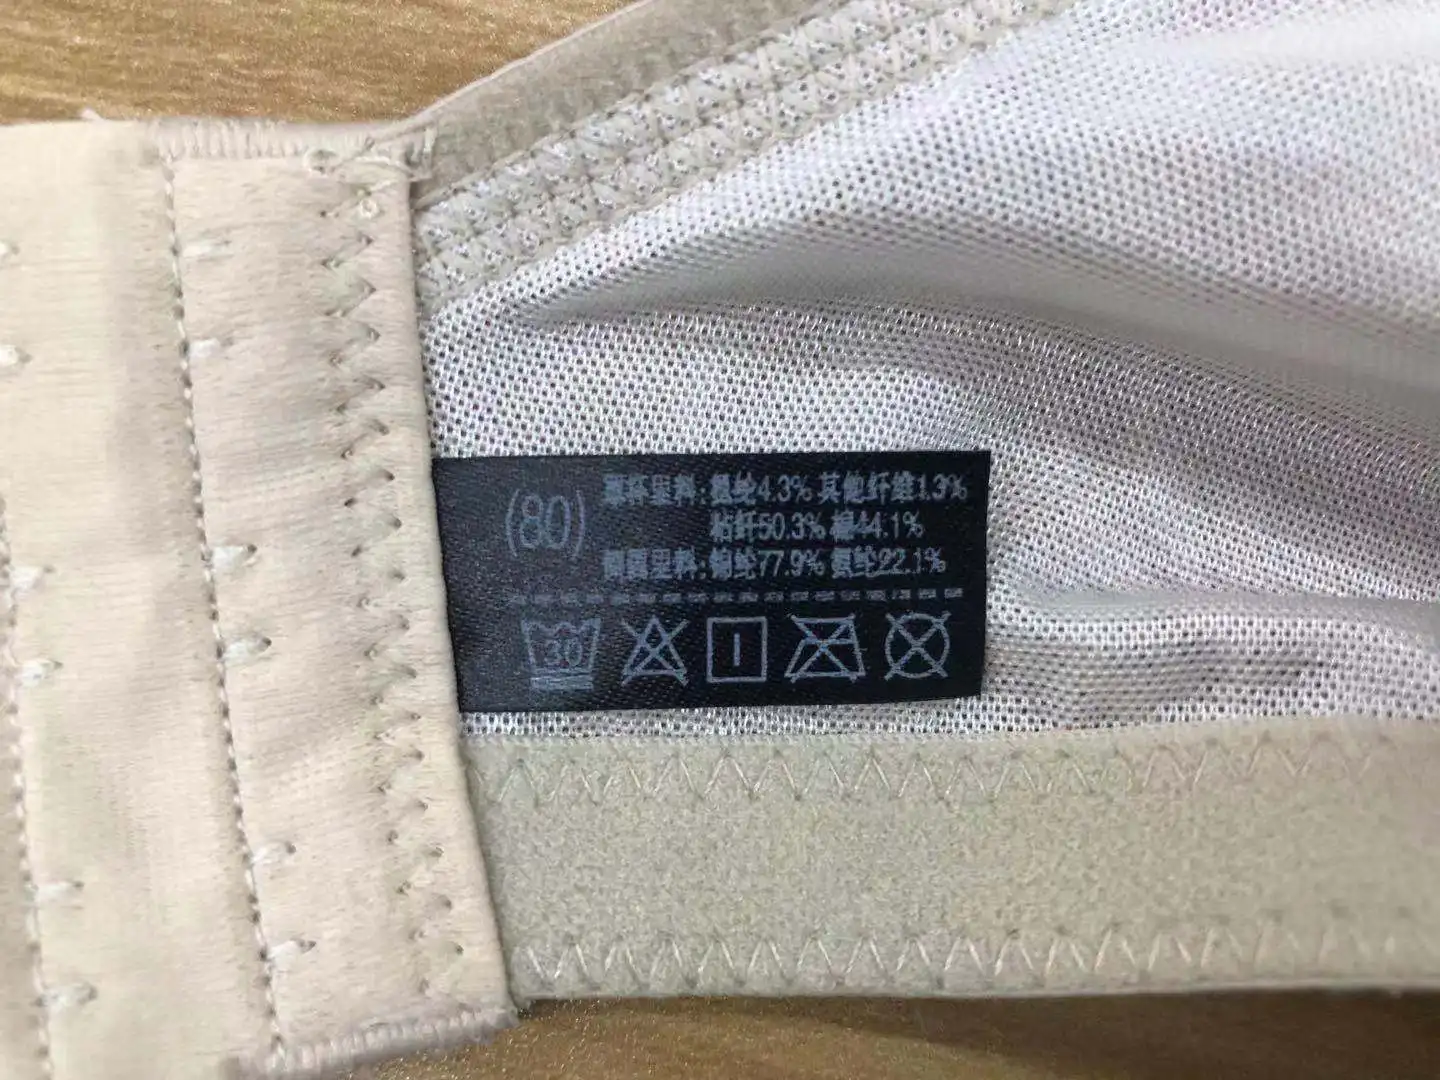 (80)
罩杯里料:氨纶4.3% 其他纤维1.3%
粘纤50.3% 棉44.1%
侧翼里料:锦纶77.9% 氨纶22.1%
30